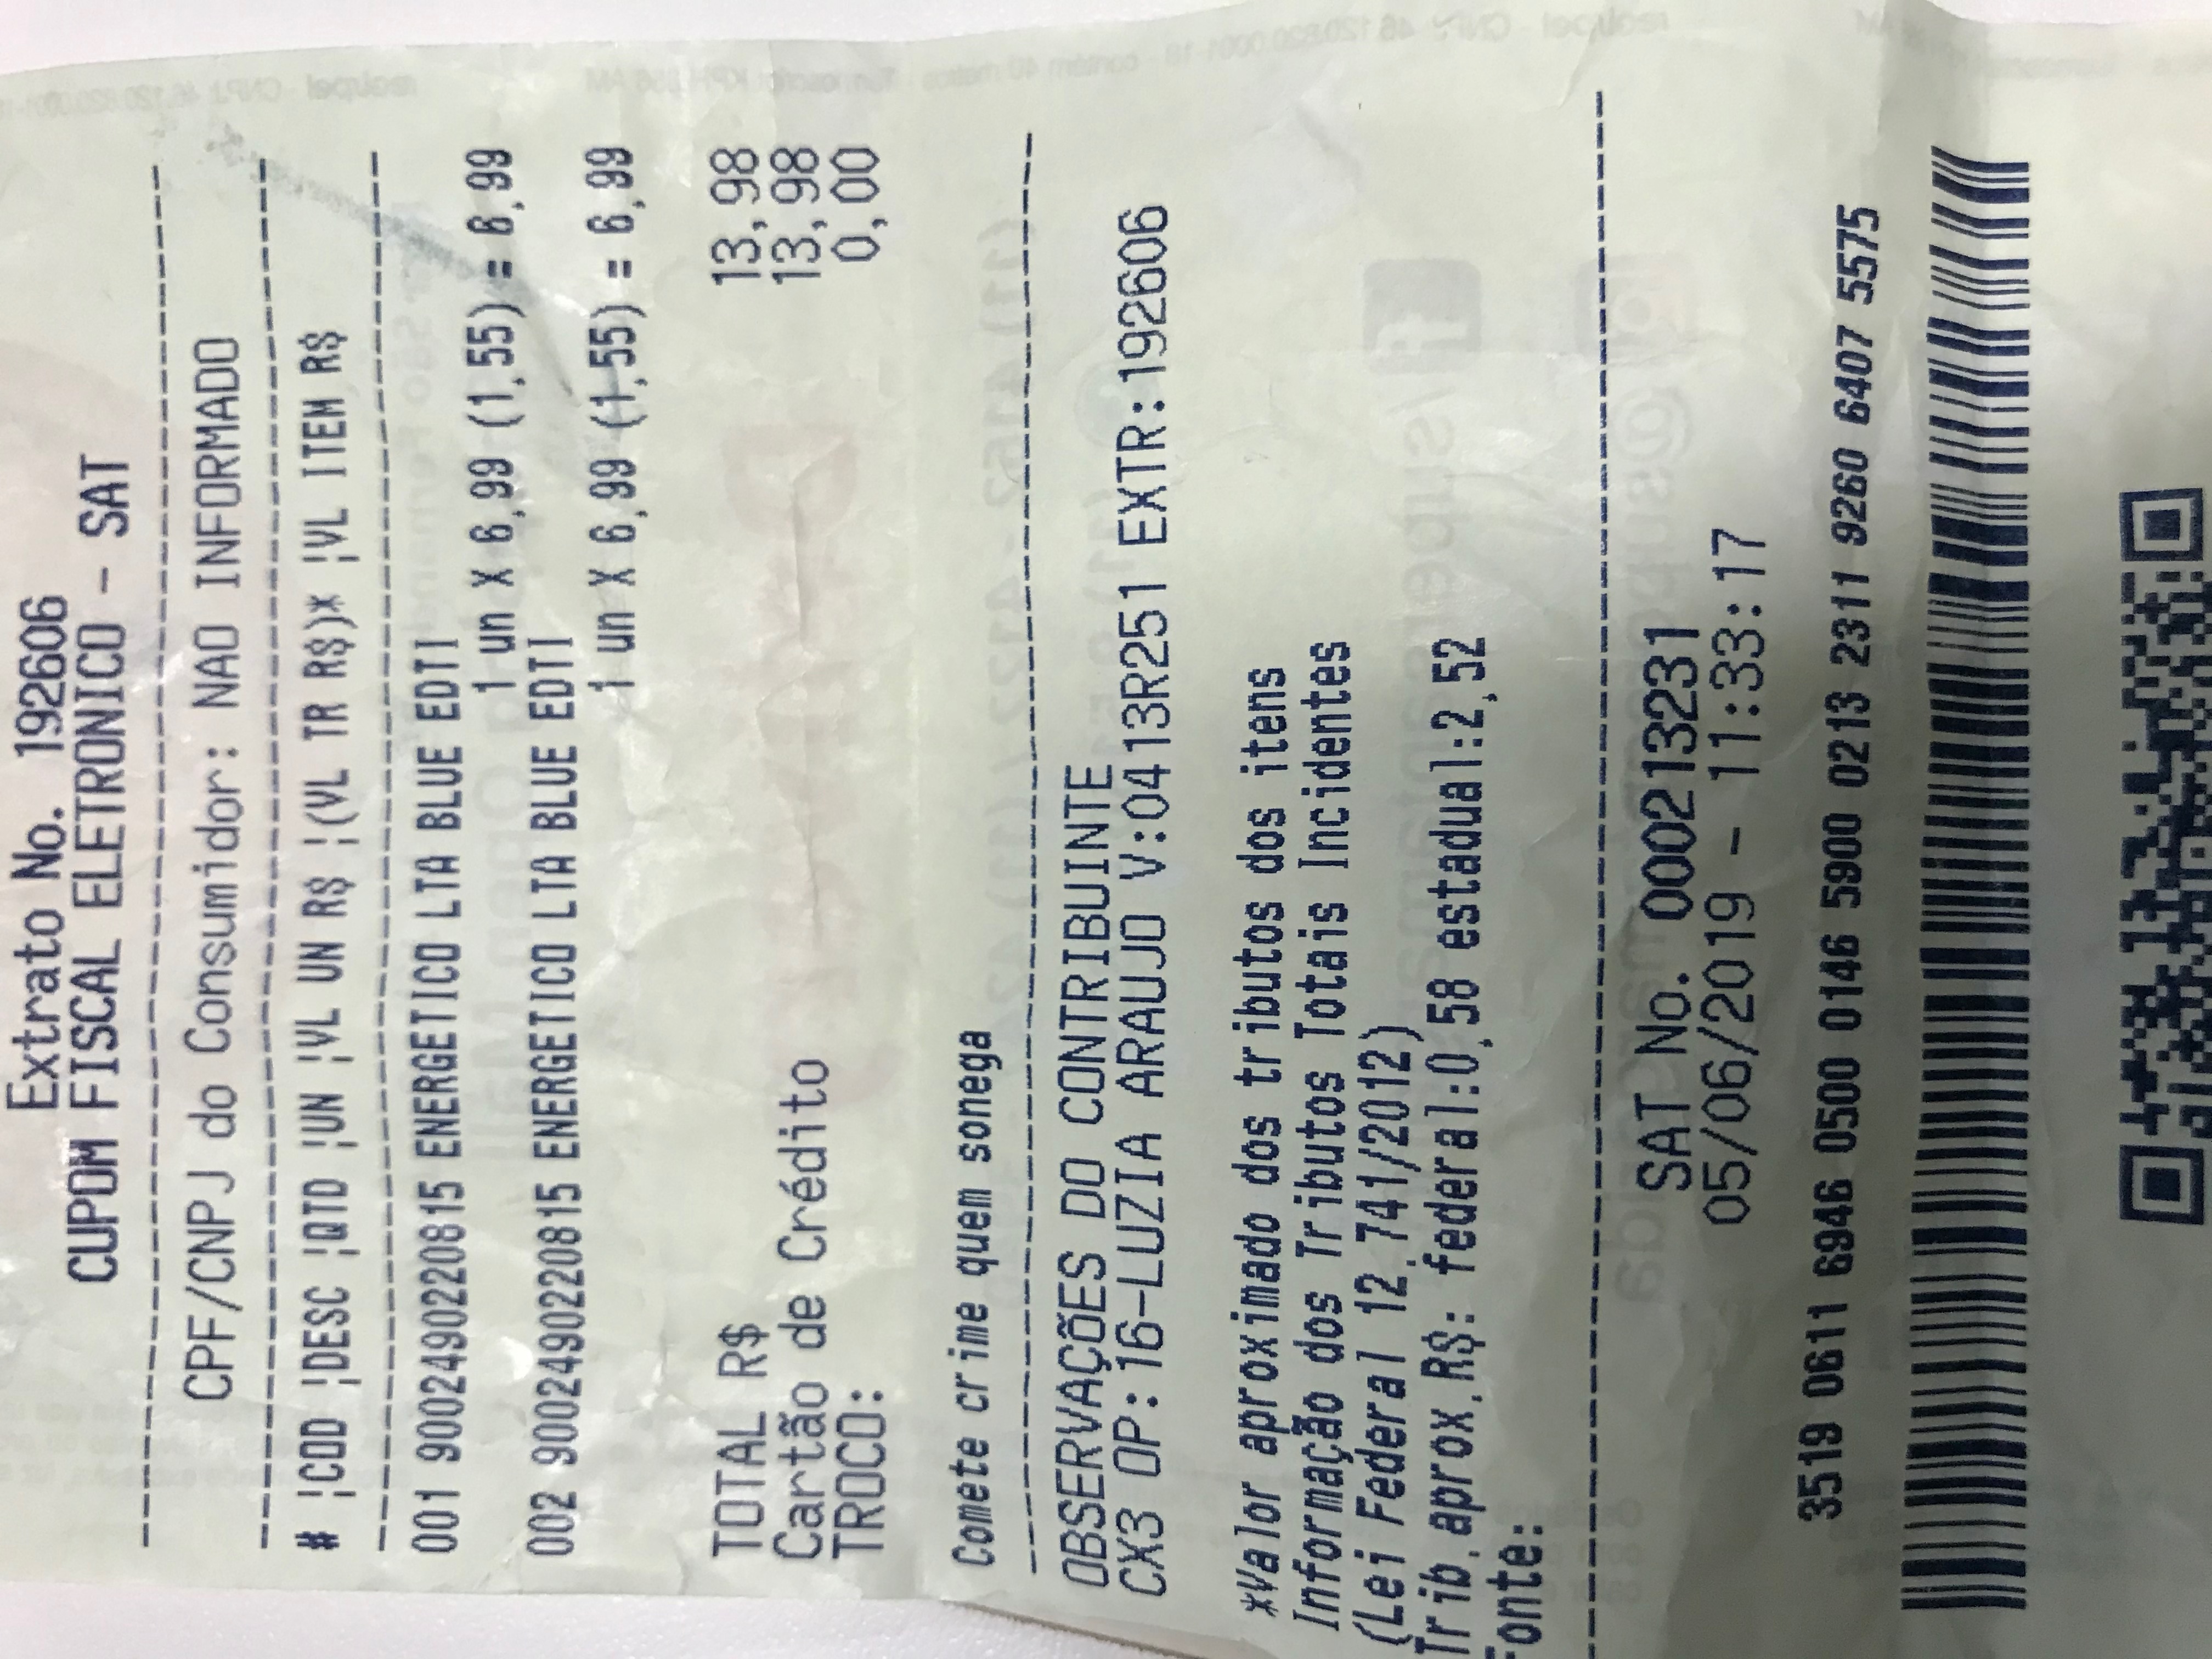 Extrato No. 192606
CUPOM FISCAL ELETRONICO - SAT
CPF/CNPJ do Consumidor: NAO INFORMADO
# ¦COD ¦DESC ¦QTD ¦UN ¦VL UN R$ ¦(VL TR R$)* ¦VL ITEM R$
001 9002490220815 ENERGETICO LTA BLUE EDTI
1 un X 6,99 (1,55) = 6,99
002 9002490220815 ENERGETICO LTA BLUE EDTI
1 un X 6,99 (1,55) = 6,99
TOTAL R$ 13,98
Cartão de Crédito 13,98
TROCO: 0,00
Comete crime quem sonega
OBSERVAÇÕES DO CONTRIBUINTE
CX3 OP:16-LUZIA ARAUJO V:0413R251 EXTR:192606
*Valor aproximado dos tributos dos itens
Informação dos Tributos Totais Incidentes
(Lei Federal 12.741/2012)
Trib.aprox.R$: federal:0,58 estadual:2,52
Fonte:
SAT No. 000213231
05/06/2019 - 11:33:17
3519 0611 6946 0500 0146 5900 0213 2311 9260 6407 5575